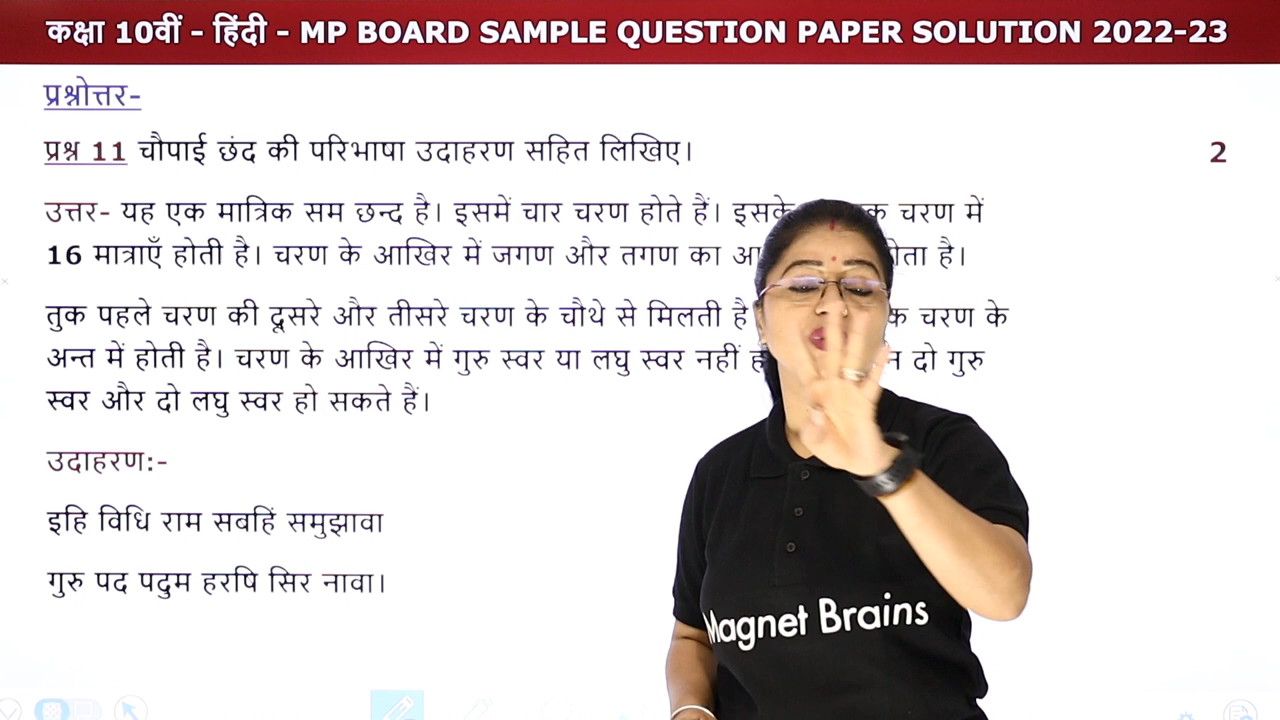 कक्षा 10वीं - हिंदी - MP BOARD SAMPLE QUESTION PAPER SOLUTION 2022-23
प्रश्नोत्तर-
प्रश्न 11 चौपाई छंद की परिभाषा उदाहरण सहित लिखिए। 2
उत्तर- यह एक मात्रिक सम छन्द है। इसमें चार चरण होते हैं। इसके चरण में
16 मात्राएँ होती है। चरण के आखिर में जगण और तगण का है।
तुक पहले चरण की दूसरे और तीसरे चरण के चौथे से मिलती है चरण के
अन्त में होती है। चरण के आखिर में गुरु स्वर या लघु स्वर नहीं दो गुरु
स्वर और दो लघु स्वर हो सकते हैं।
उदाहरण:-
इहि विधि राम सबहिं समुझावा
गुरु पद पदुम हरषि सिर नावा।
Magnet Brains